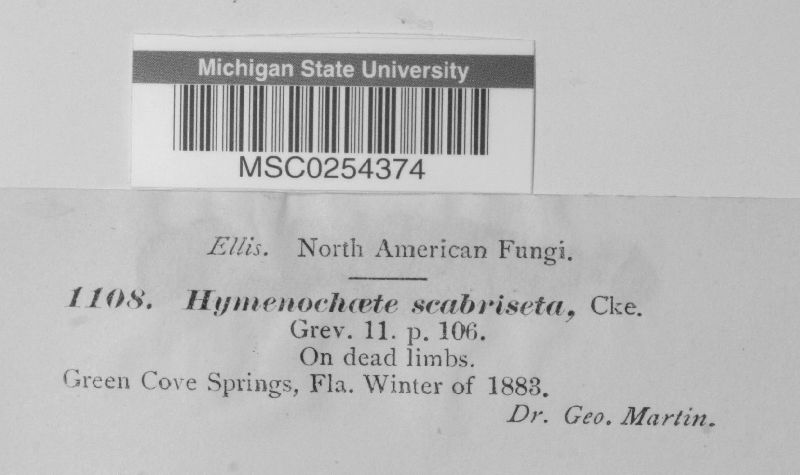 Michigan State University
MSC0254374
Ellis. North American Fungi.
1108. Hymenochæte scabriseta, Cke.
Grev. 11. p. 106.
On dead limbs.
Green Cove Springs, Fla. Winter of 1883.
Dr. Geo. Martin.